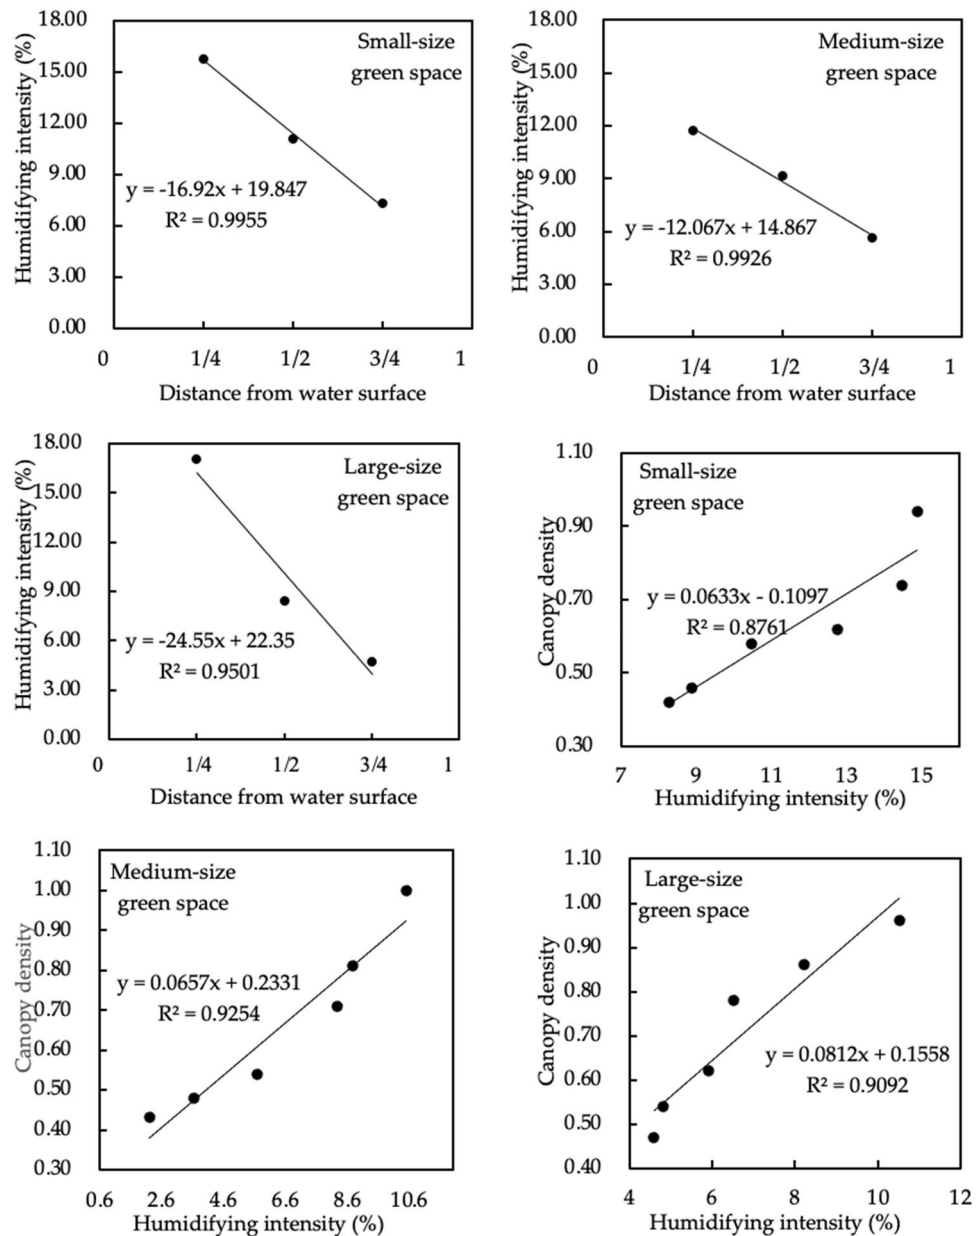 18.00
15.00
12.00
9.00
6.00
3.00
0.00
Humidifying intensity (%)
Small-size
green space
y = -16.92x + 19.847
R² = 0.9955
0 1/4 1/2 3/4 1
Distance from water surface
18.00
15.00
12.00
9.00
6.00
3.00
0.00
Humidifying intensity (%)
Medium-size
green space
y = -12.067x + 14.867
R² = 0.9926
0 1/4 1/2 3/4 1
Distance from water surface
18.00
15.00
12.00
9.00
6.00
3.00
0.00
Humidifying intensity (%)
Large-size
green space
y = -24.55x + 22.35
R² = 0.9501
0 1/4 1/2 3/4 1
Distance from water surface
1.10
0.90
0.70
0.50
0.30
Canopy density
Small-size
green space
y = 0.0633x - 0.1097
R² = 0.8761
7 9 11 13 15
Humidifying intensity (%)
1.10
1.00
0.90
0.80
0.70
0.60
0.50
0.40
0.30
Canopy density
Medium-size
green space
y = 0.0657x + 0.2331
R² = 0.9254
0.6 2.6 4.6 6.6 8.6 10.6
Humidifying intensity (%)
1.10
1.00
0.90
0.80
0.70
0.60
0.50
0.40
Canopy density
Large-size
green space
y = 0.0812x + 0.1558
R² = 0.9092
4 6 8 10 12
Humidifying intensity (%)